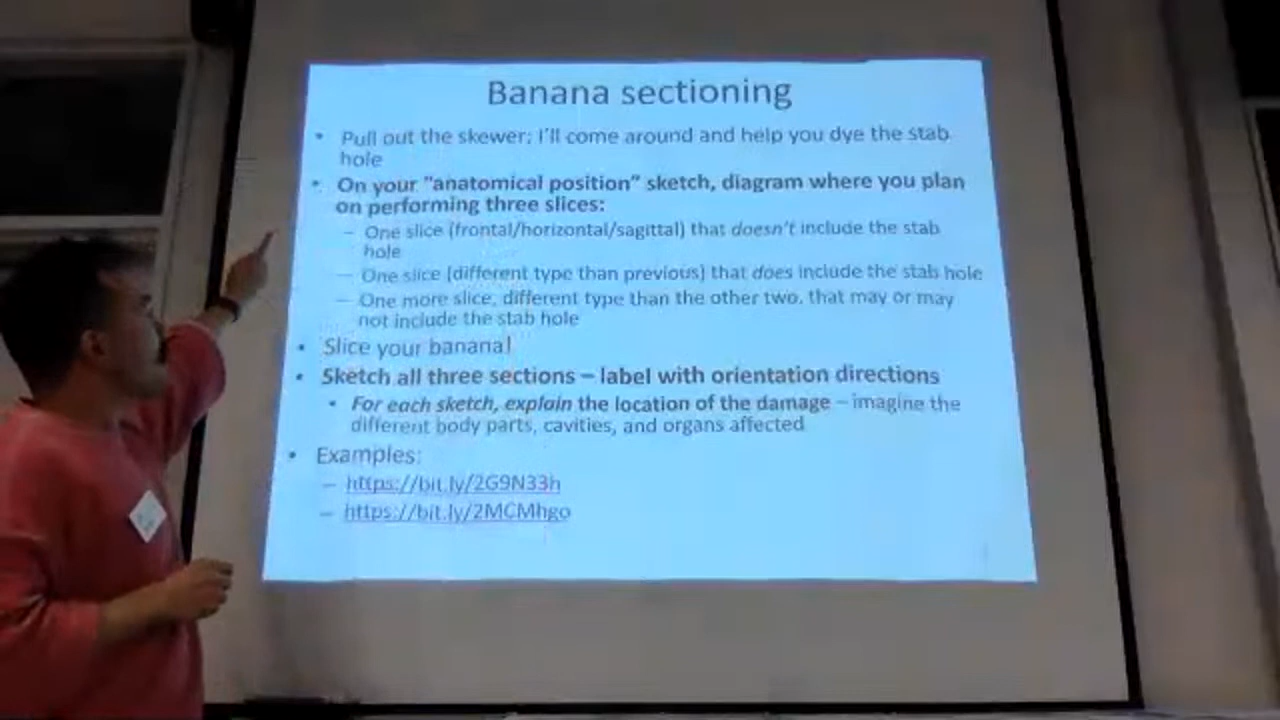 Banana sectioning
• Pull out the skewer; I'll come around and help you dye the stab
hole
• On your "anatomical position" sketch, diagram where you plan
on performing three slices:
– One slice (frontal/horizontal/sagittal) that doesn't include the stab
hole
– One slice (different type than previous) that does include the stab hole
– One more slice, different type than the other two, that may or may
not include the stab hole
• Slice your banana!
• Sketch all three sections – label with orientation directions
• For each sketch, explain the location of the damage – imagine the
different body parts, cavities, and organs affected
• Examples:
– https://bit.ly/2G9N33h
– https://bit.ly/2MCMhgo